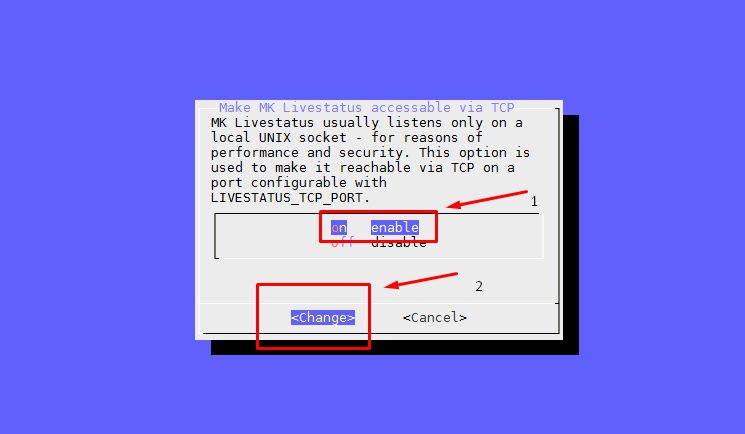 Make MK Livestatus accessable via TCP
MK Livestatus usually listens only on a
local UNIX socket - for reasons of
performance and security. This option is
used to make it reachable via TCP on a
port configurable with
LIVESTATUS_TCP_PORT.
1
on enable
off disable
2
<Change> <Cancel>